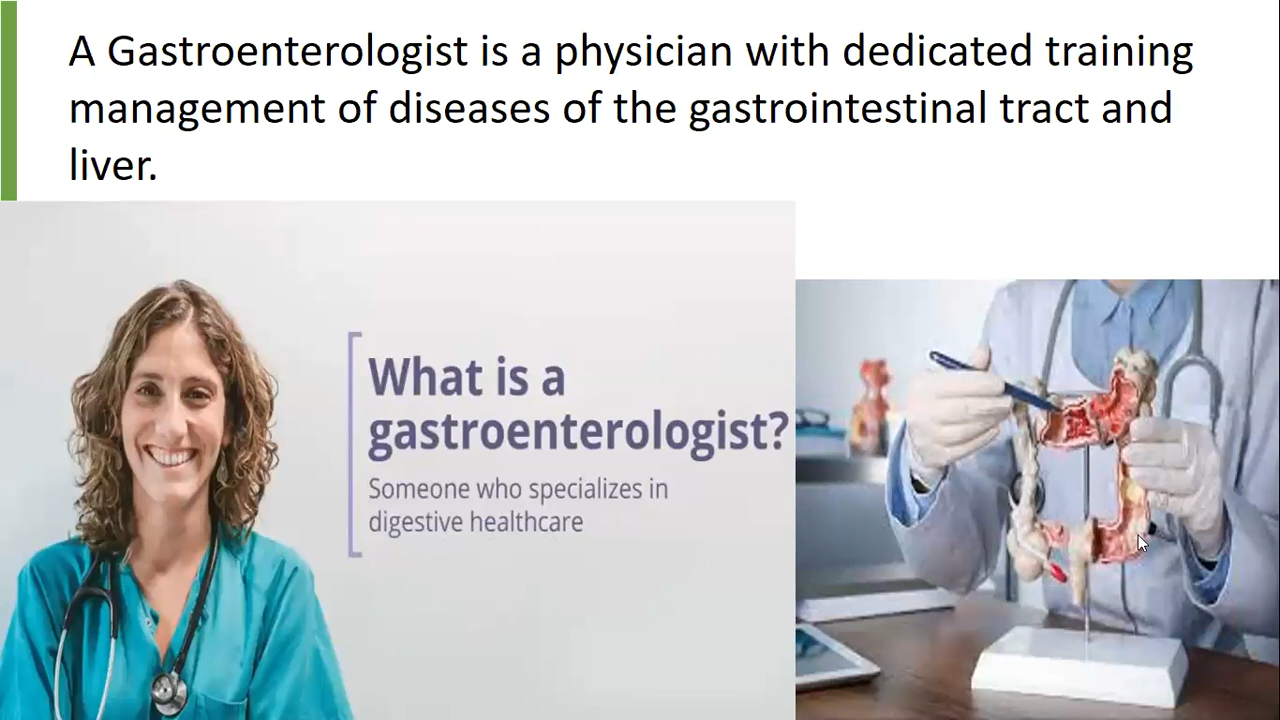 A Gastroenterologist is a physician with dedicated training
management of diseases of the gastrointestinal tract and
liver.
What is a
gastroenterologist?
Someone who specializes in
digestive healthcare